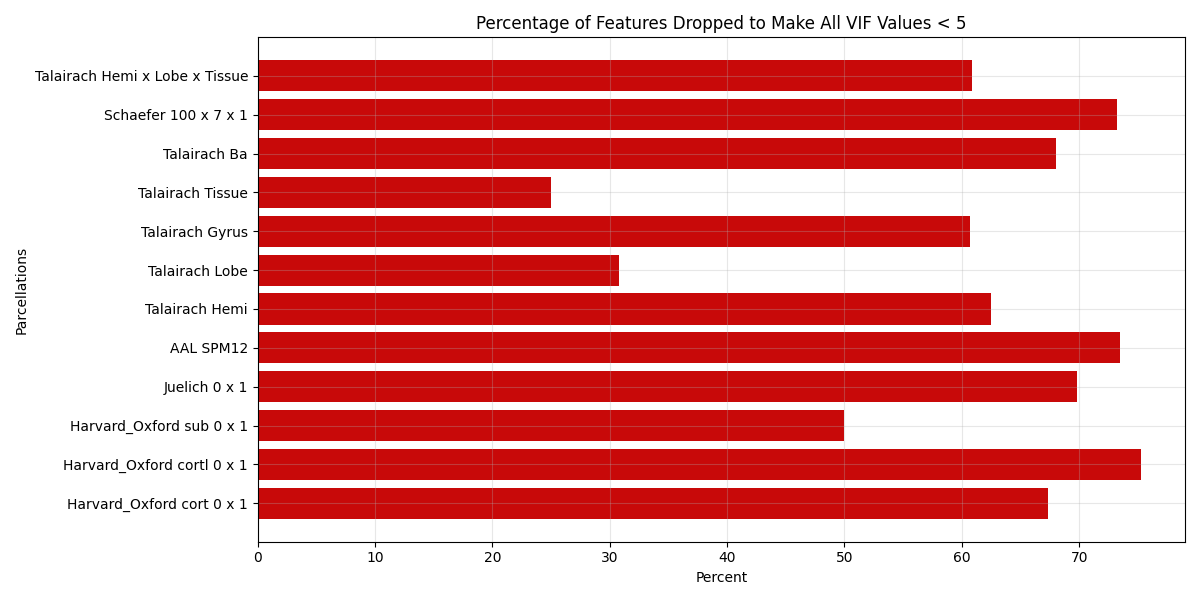 Percentage of Features Dropped to Make All VIF Values < 5
Parcellations
Talairach Hemi x Lobe x Tissue
Schaefer 100 x 7 x 1
Talairach Ba
Talairach Tissue
Talairach Gyrus
Talairach Lobe
Talairach Hemi
AAL SPM12
Juelich 0 x 1
Harvard_Oxford sub 0 x 1
Harvard_Oxford cortl 0 x 1
Harvard_Oxford cort 0 x 1
0 10 20 30 40 50 60 70
Percent